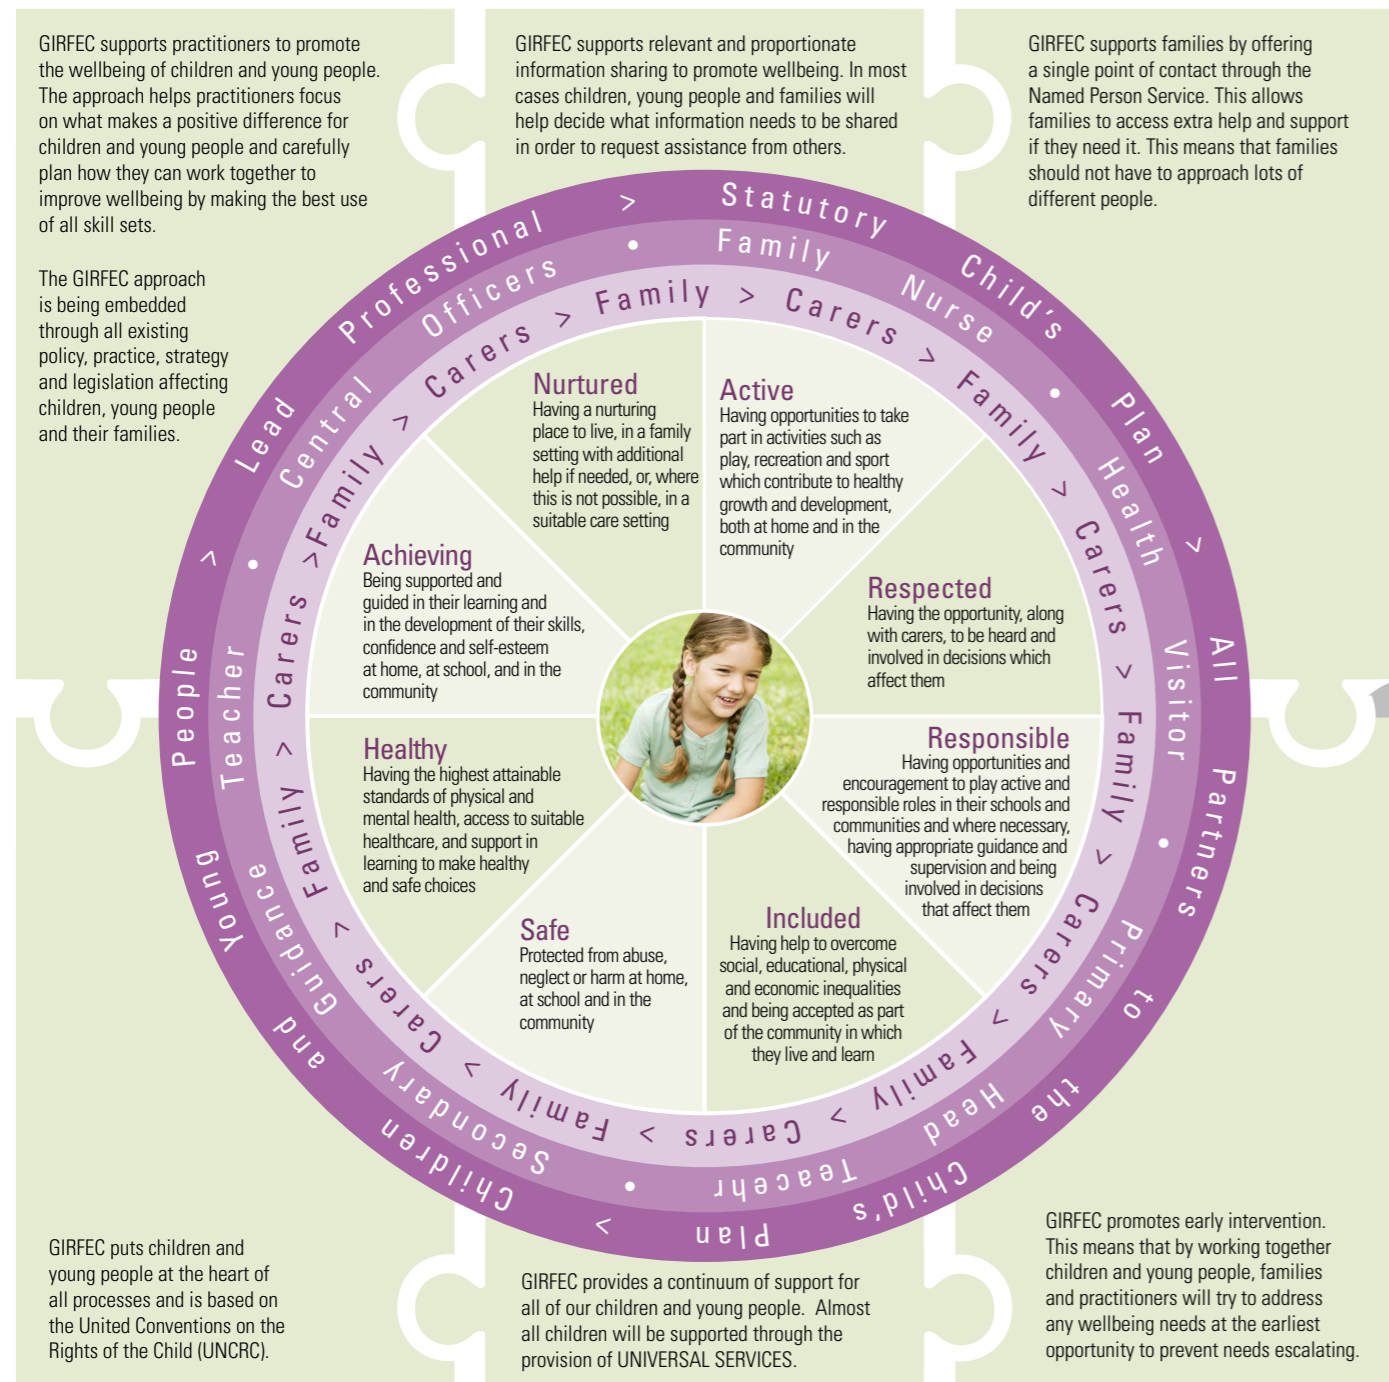 GIRFEC supports practitioners to promote
the wellbeing of children and young people.
The approach helps practitioners focus
on what makes a positive difference for
children and young people and carefully
plan how they can work together to
improve wellbeing by making the best use
of all skill sets.
The GIRFEC approach
is being embedded
through all existing
policy, practice, strategy
and legislation affecting
children, young people
and their families.
GIRFEC supports relevant and proportionate
information sharing to promote wellbeing. In most
cases children, young people and families will
help decide what information needs to be shared
in order to request assistance from others.
GIRFEC supports families by offering
a single point of contact through the
Named Person Service. This allows
families to access extra help and support
if they need it. This means that families
should not have to approach lots of
different people.
Statutory Child's Plan > All Partners to the Child's Plan > Children and Young People > Lead Professional >
Family Nurse • Health Visitor • Primary Head Teacehr • Secondary Guidance Teacher • Central Officers •
Family > Carers > Family > Carers > Family > Carers > Family > Carers > Family > Carers > Family > Carers > Family > Carers >
Nurtured
Having a nurturing
place to live, in a family
setting with additional
help if needed, or, where
this is not possible, in a
suitable care setting
Active
Having opportunities to take
part in activities such as
play, recreation and sport
which contribute to healthy
growth and development,
both at home and in the
community
Respected
Having the opportunity, along
with carers, to be heard and
involved in decisions which
affect them
Responsible
Having opportunities and
encouragement to play active and
responsible roles in their schools and
communities and where necessary,
having appropriate guidance and
supervision and being
involved in decisions
that affect them
Included
Having help to overcome
social, educational, physical
and economic inequalities
and being accepted as part
of the community in which
they live and learn
Safe
Protected from abuse,
neglect or harm at home,
at school and in the
community
Healthy
Having the highest attainable
standards of physical and
mental health, access to suitable
healthcare, and support in
learning to make healthy
and safe choices
Achieving
Being supported and
guided in their learning and
in the development of their skills,
confidence and self-esteem
at home, at school, and in the
community
GIRFEC puts children and
young people at the heart of
all processes and is based on
the United Conventions on the
Rights of the Child (UNCRC).
GIRFEC provides a continuum of support for
all of our children and young people. Almost
all children will be supported through the
provision of UNIVERSAL SERVICES.
GIRFEC promotes early intervention.
This means that by working together
children and young people, families
and practitioners will try to address
any wellbeing needs at the earliest
opportunity to prevent needs escalating.